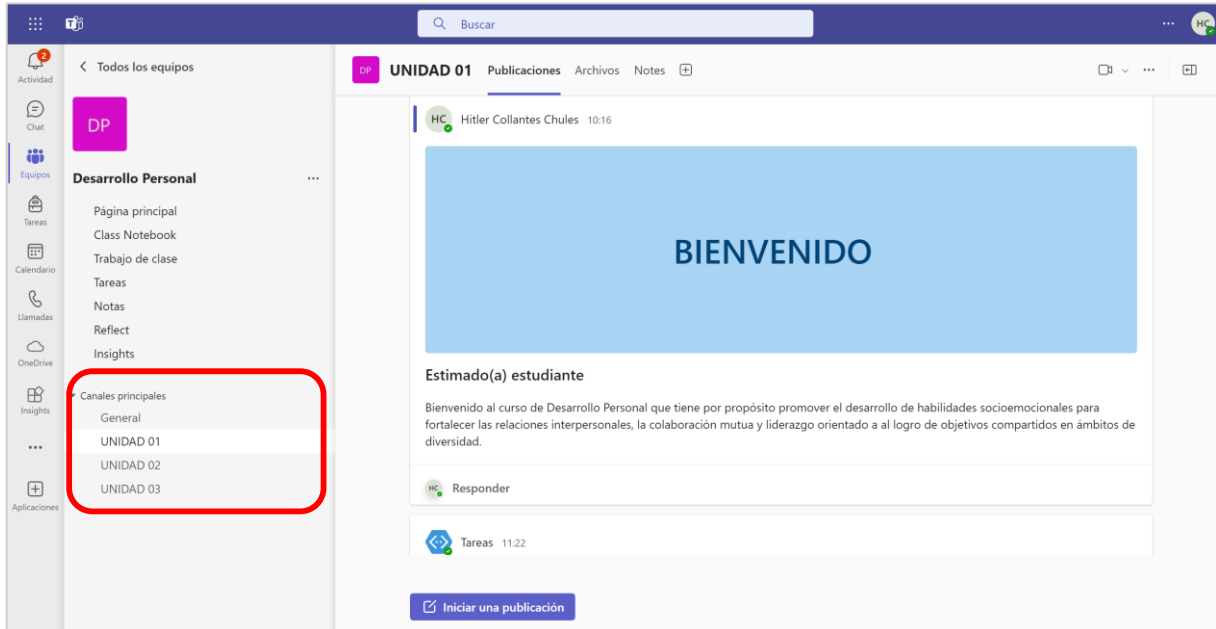 Buscar
HC
2
Actividad
Chat
Equipos
Tareas
Calendario
Llamadas
OneDrive
Insights
Aplicaciones
Todos los equipos
DP
Desarrollo Personal
Página principal
Class Notebook
Trabajo de clase
Tareas
Notas
Reflect
Insights
Canales principales
General
UNIDAD 01
UNIDAD 02
UNIDAD 03
DP UNIDAD 01 Publicaciones Archivos Notes
HC Hitler Collantes Chules 10:16
BIENVENIDO
Estimado(a) estudiante
Bienvenido al curso de Desarrollo Personal que tiene por propósito promover el desarrollo de habilidades socioemocionales para
fortalecer las relaciones interpersonales, la colaboración mutua y liderazgo orientado a al logro de objetivos compartidos en ámbitos de
diversidad.
HC Responder
Tareas 11:22
Iniciar una publicación